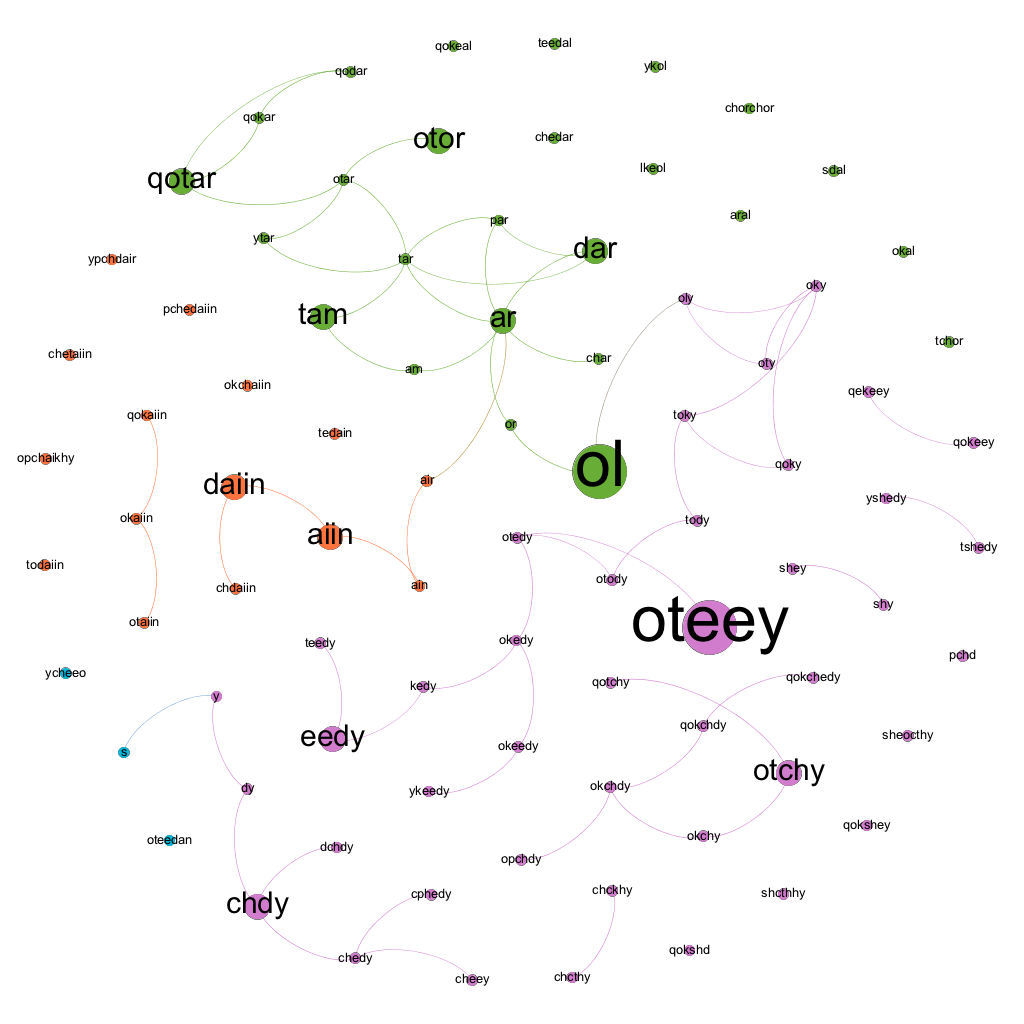 teedal
qokeal
ykol
qodar
chorchor
qokar
otor
chedar
lkeol
sdal
qotar
otar
aral
par
ytar
dar
okal
tar
ypchdair
oky
oly
pchedaiin
tam
ar
tchor
chetaiin
char
oty
am
okchaiin
qekeey
qokaiin
toky
or
tedain
qokeey
opchaikhy
qoky
ol
air
daiin
yshedy
okaiin
tody
aiin
otedy
tshedy
todaiin
shey
otody
ain
chdaiin
shy
otaiin
oteey
teedy
okedy
pchd
ycheeo
qokchedy
qotchy
kedy
y
qokchdy
sheocthy
eedy
okeedy
s
otchy
okchdy
dy
ykeedy
qokshey
okchy
oteedan
dchdy
opchdy
chckhy
shcthhy
cphedy
chdy
qokshd
chedy
chcthy
cheey